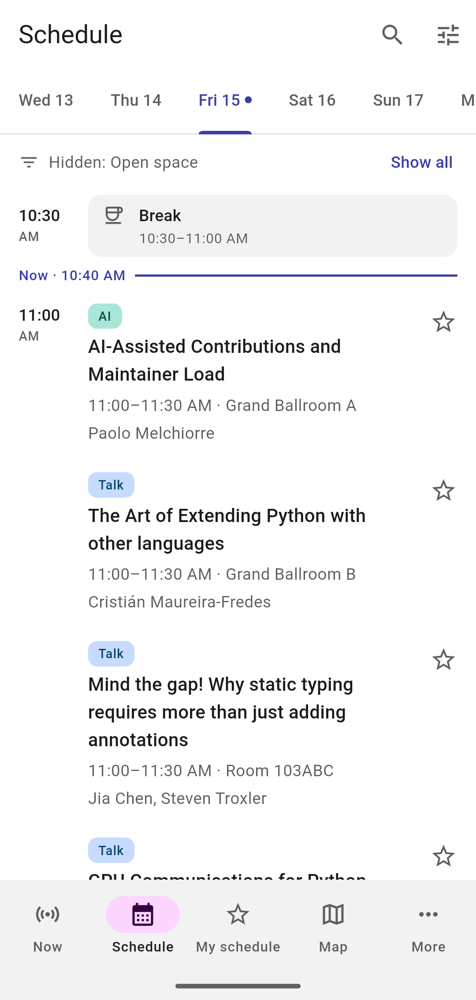 Schedule
Wed 13 Thu 14 Fri 15 Sat 16 Sun 17 M
Hidden: Open space Show all
10:30 AM
Break
10:30–11:00 AM
Now · 10:40 AM
11:00 AM
AI
AI-Assisted Contributions and
Maintainer Load
11:00–11:30 AM · Grand Ballroom A
Paolo Melchiorre
Talk
The Art of Extending Python with
other languages
11:00–11:30 AM · Grand Ballroom B
Cristián Maureira-Fredes
Talk
Mind the gap! Why static typing
requires more than just adding
annotations
11:00–11:30 AM · Room 103ABC
Jia Chen, Steven Troxler
Talk
GPU Communications for Python
Now Schedule My schedule Map More